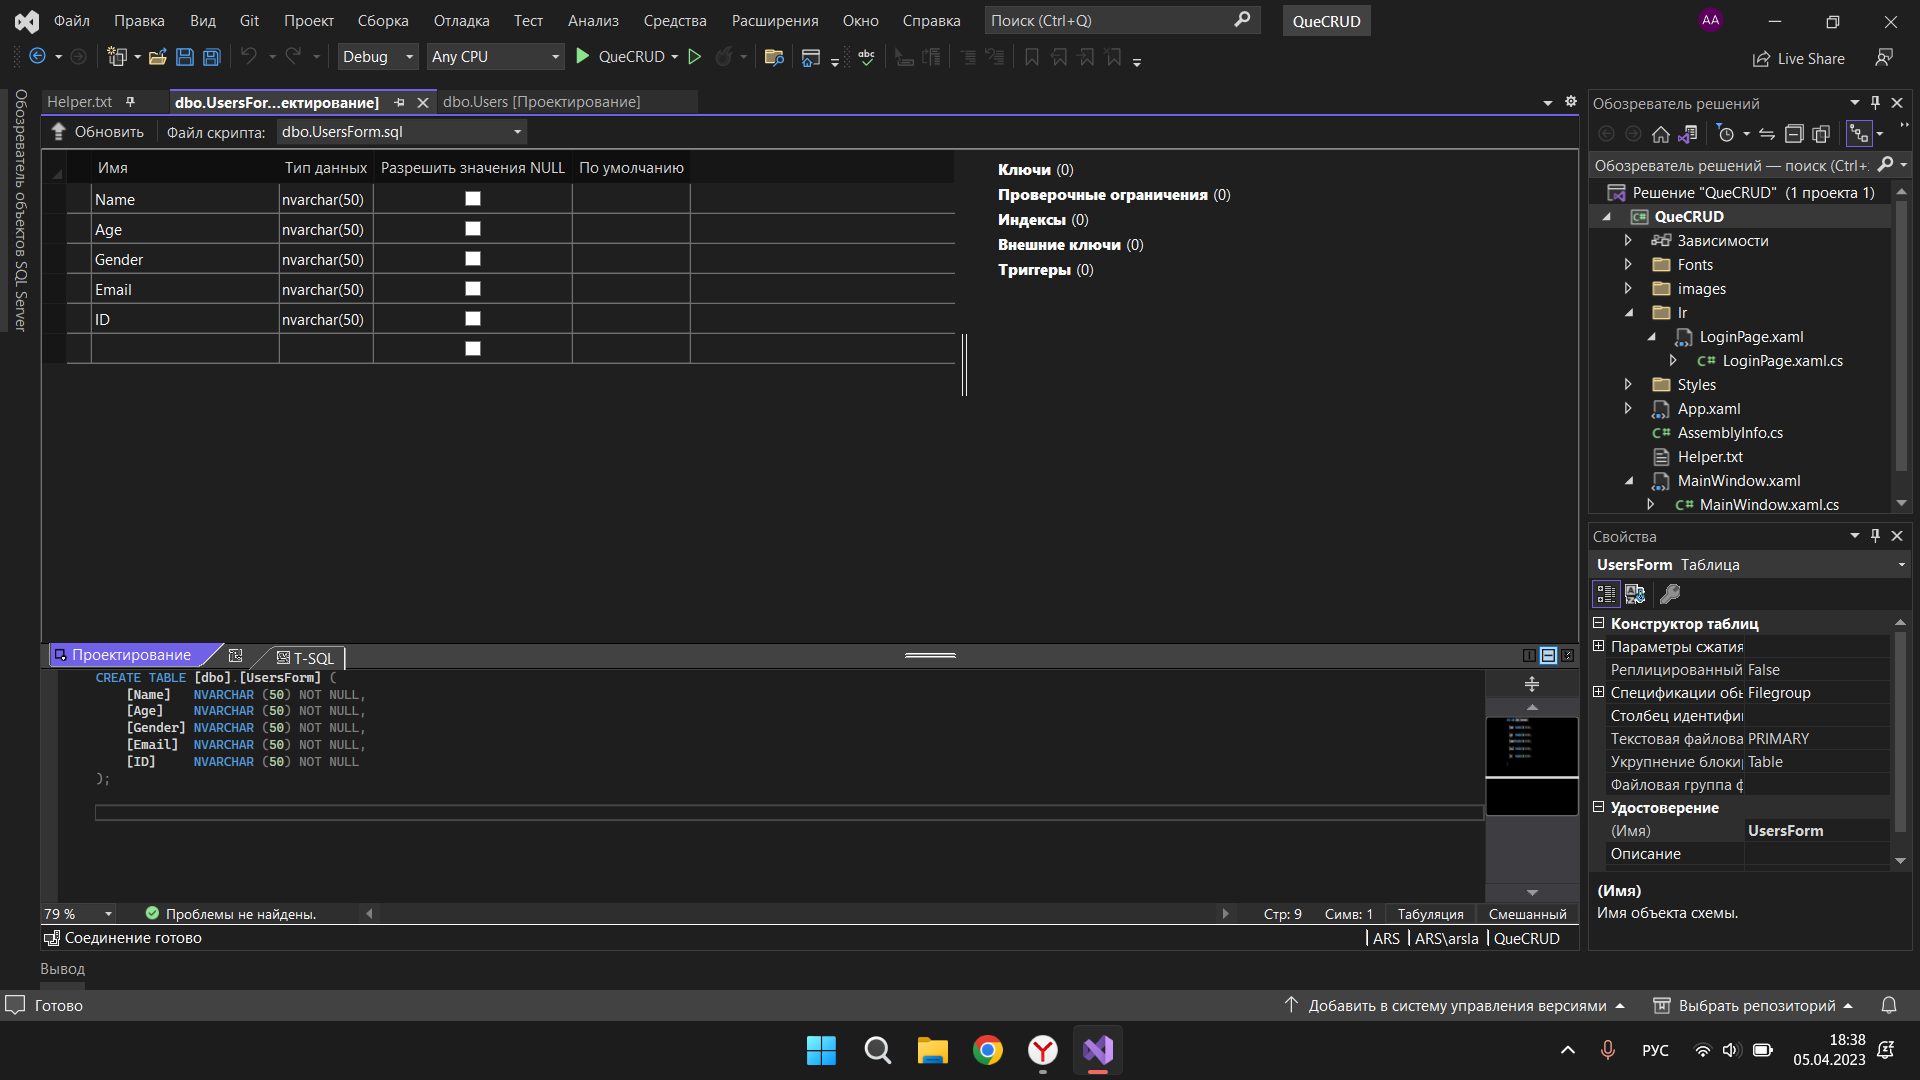 Файл Правка Вид Git Проект Сборка Отладка Тест Анализ Средства Расширения Окно Справка Поиск (Ctrl+Q) QueCRUD AA
Debug Any CPU QueCRUD abc Live Share
Обозреватель объектов SQL Server
Helper.txt dbo.UsersFor...ектирование] dbo.Users [Проектирование]
Обновить Файл скрипта: dbo.UsersForm.sql
Имя Тип данных Разрешить значения NULL По умолчанию
Name nvarchar(50)
Age nvarchar(50)
Gender nvarchar(50)
Email nvarchar(50)
ID nvarchar(50)
Ключи (0)
Проверочные ограничения (0)
Индексы (0)
Внешние ключи (0)
Триггеры (0)
Проектирование T-SQL
CREATE TABLE [dbo].[UsersForm] (
[Name] NVARCHAR (50) NOT NULL,
[Age] NVARCHAR (50) NOT NULL,
[Gender] NVARCHAR (50) NOT NULL,
[Email] NVARCHAR (50) NOT NULL,
[ID] NVARCHAR (50) NOT NULL
);
79 % Проблемы не найдены. Стр: 9 Симв: 1 Табуляция Смешанный
Соединение готово ARS ARS\arsla QueCRUD
Вывод
Обозреватель решений
Обозреватель решений — поиск (Ctrl+;
Решение "QueCRUD" (1 проекта 1)
QueCRUD
Зависимости
Fonts
images
lr
LoginPage.xaml
LoginPage.xaml.cs
Styles
App.xaml
AssemblyInfo.cs
Helper.txt
MainWindow.xaml
MainWindow.xaml.cs
Свойства
UsersForm Таблица
Конструктор таблиц
Параметры сжатия
Реплицированный False
Спецификации обы Filegroup
Столбец идентифи
Текстовая файлова PRIMARY
Укрупнение блоки Table
Файловая группа ф
Удостоверение
(Имя) UsersForm
Описание
(Имя)
Имя объекта схемы.
Готово Добавить в систему управления версиями Выбрать репозиторий
РУС 18:38
05.04.2023